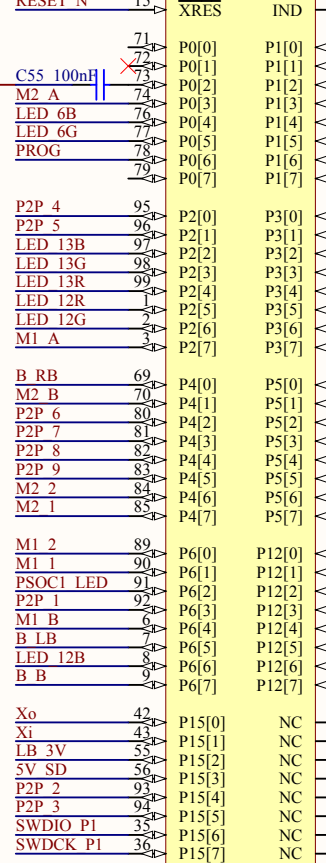 RESET_N 15 XRES IND
71 P0[0] P1[0]
72 P0[1] P1[1]
C55 100nF 73 P0[2] P1[2]
M2_A 74 P0[3] P1[3]
LED_6B 76 P0[4] P1[4]
LED_6G 77 P0[5] P1[5]
PROG 78 P0[6] P1[6]
79 P0[7] P1[7]
P2P_4 95 P2[0] P3[0]
P2P_5 96 P2[1] P3[1]
LED_13B 97 P2[2] P3[2]
LED_13G 98 P2[3] P3[3]
LED_13R 99 P2[4] P3[4]
LED_12R 1 P2[5] P3[5]
LED_12G 2 P2[6] P3[6]
M1_A 3 P2[7] P3[7]
B_RB 69 P4[0] P5[0]
M2_B 70 P4[1] P5[1]
P2P_6 80 P4[2] P5[2]
P2P_7 81 P4[3] P5[3]
P2P_8 82 P4[4] P5[4]
P2P_9 83 P4[5] P5[5]
M2_2 84 P4[6] P5[6]
M2_1 85 P4[7] P5[7]
M1_2 89 P6[0] P12[0]
M1_1 90 P6[1] P12[1]
PSOC1_LED 91 P6[2] P12[2]
P2P_1 92 P6[3] P12[3]
M1_B 6 P6[4] P12[4]
B_LB 7 P6[5] P12[5]
LED_12B 8 P6[6] P12[6]
B_B 9 P6[7] P12[7]
Xo 42 P15[0] NC
Xi 43 P15[1] NC
LB_3V 55 P15[2] NC
5V_SD 56 P15[3] NC
P2P_2 93 P15[4] NC
P2P_3 94 P15[5] NC
SWDIO_P1 35 P15[6] NC
SWDCK_P1 36 P15[7] NC